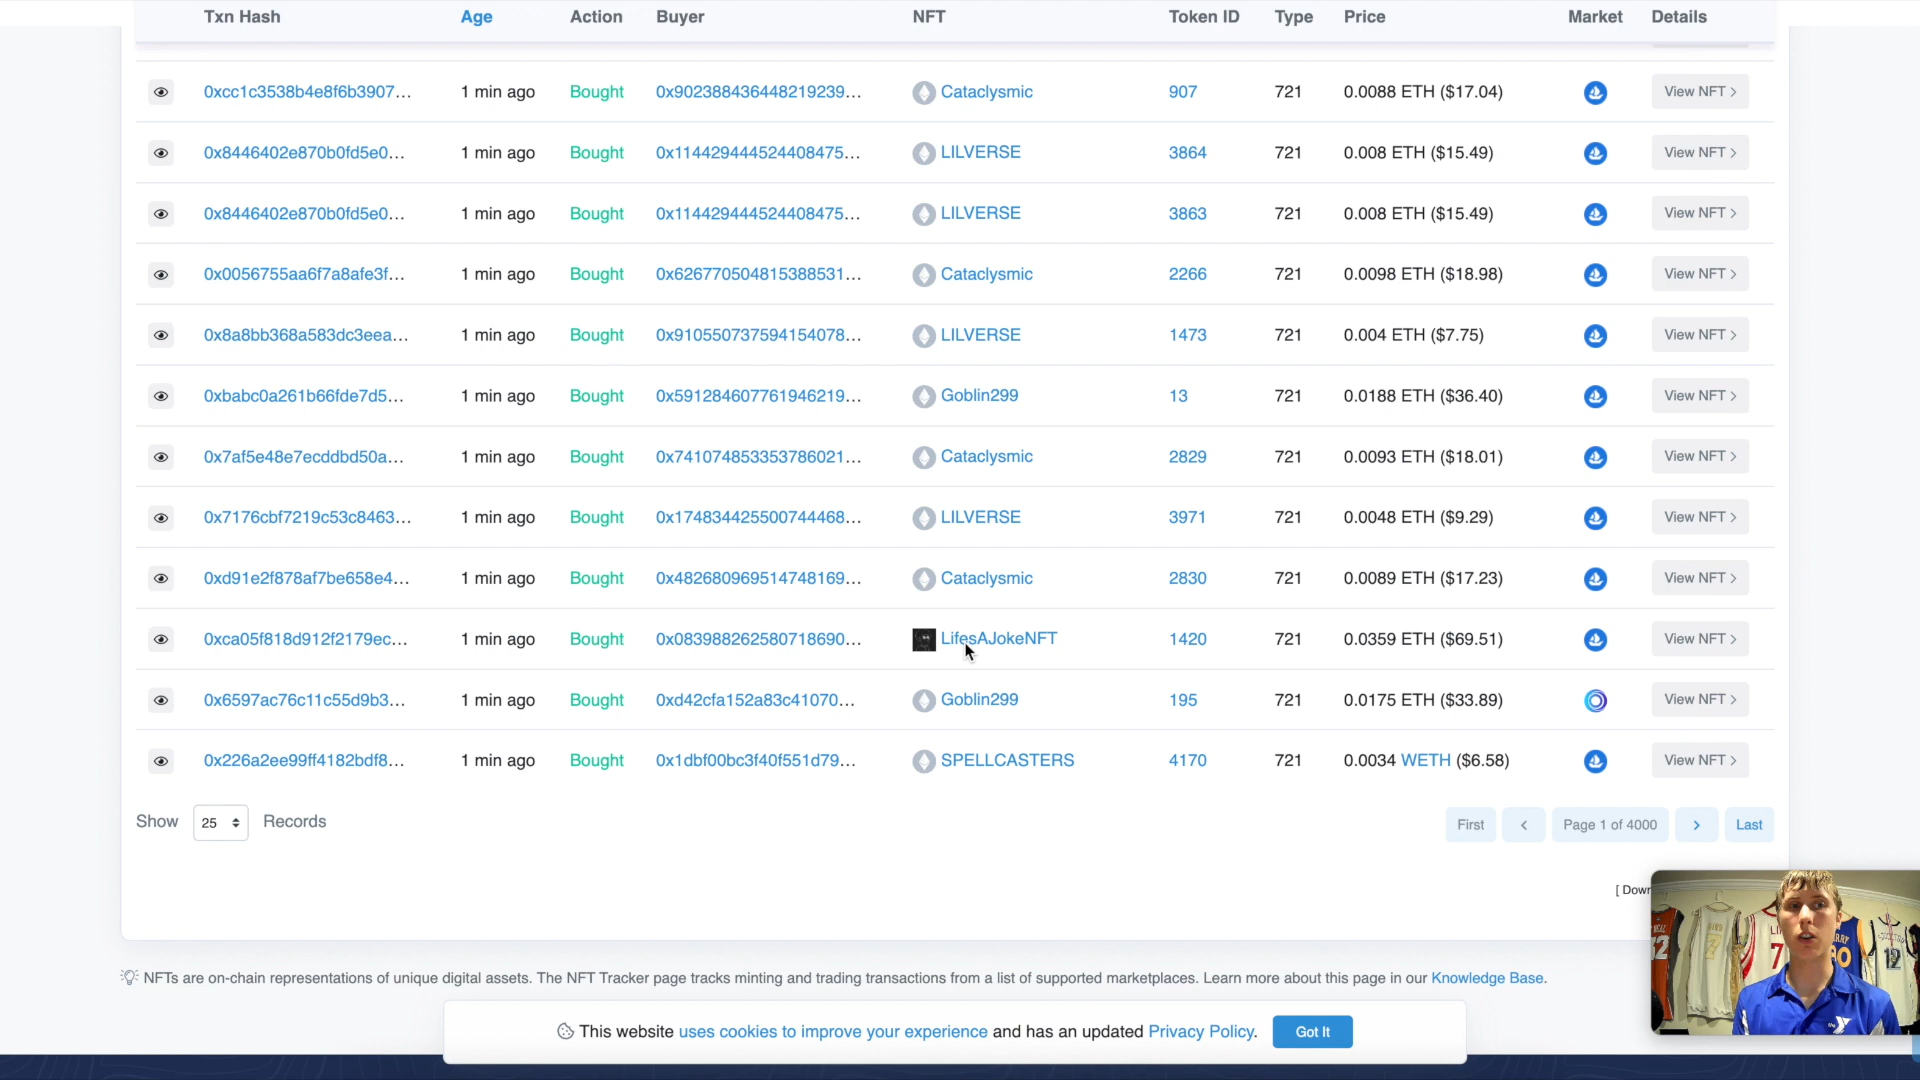 Txn Hash Age Action Buyer NFT Token ID Type Price Market Details
0xcc1c3538b4e8f6b3907... 1 min ago Bought 0x902388436448219239... Cataclysmic 907 721 0.0088 ETH ($17.04) View NFT >
0x8446402e870b0fd5e0... 1 min ago Bought 0x114429444524408475... LILVERSE 3864 721 0.008 ETH ($15.49) View NFT >
0x8446402e870b0fd5e0... 1 min ago Bought 0x114429444524408475... LILVERSE 3863 721 0.008 ETH ($15.49) View NFT >
0x0056755aa6f7a8afe3f... 1 min ago Bought 0x626770504815388531... Cataclysmic 2266 721 0.0098 ETH ($18.98) View NFT >
0x8a8bb368a583dc3eea... 1 min ago Bought 0x910550737594154078... LILVERSE 1473 721 0.004 ETH ($7.75) View NFT >
0xbabc0a261b66fde7d5... 1 min ago Bought 0x591284607761946219... Goblin299 13 721 0.0188 ETH ($36.40) View NFT >
0x7af5e48e7ecddbd50a... 1 min ago Bought 0x741074853353786021... Cataclysmic 2829 721 0.0093 ETH ($18.01) View NFT >
0x7176cbf7219c53c8463... 1 min ago Bought 0x174834425500744468... LILVERSE 3971 721 0.0048 ETH ($9.29) View NFT >
0xd91e2f878af7be658e4... 1 min ago Bought 0x482680969514748169... Cataclysmic 2830 721 0.0089 ETH ($17.23) View NFT >
0xca05f818d912f2179ec... 1 min ago Bought 0x083988262580718690... LifesAJokeNFT 1420 721 0.0359 ETH ($69.51) View NFT >
0x6597ac76c11c55d9b3... 1 min ago Bought 0xd42cfa152a83c41070... Goblin299 195 721 0.0175 ETH ($33.89) View NFT >
0x226a2ee99ff4182bdf8... 1 min ago Bought 0x1dbf00bc3f40f551d79... SPELLCASTERS 4170 721 0.0034 WETH ($6.58) View NFT >
Show 25 Records First < Page 1 of 4000 > Last
[ Down
NFTs are on-chain representations of unique digital assets. The NFT Tracker page tracks minting and trading transactions from a list of supported marketplaces. Learn more about this page in our Knowledge Base.
This website uses cookies to improve your experience and has an updated Privacy Policy. Got It